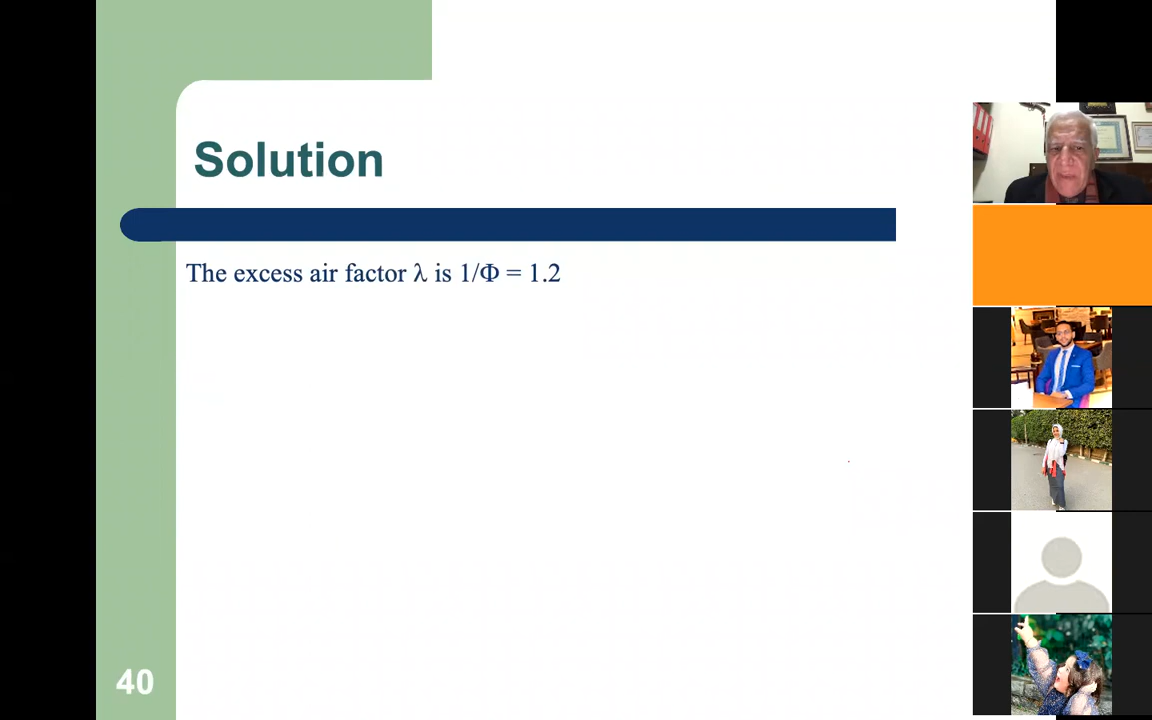 Solution
The excess air factor λ is 1/Φ = 1.2
40